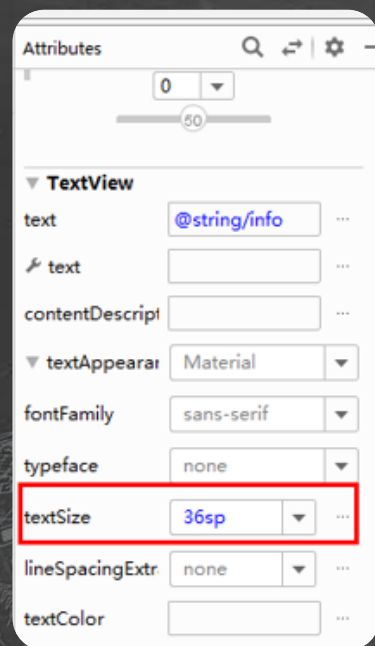 Attributes
0
50
TextView
text @string/info
text
contentDescript
textAppearar Material
fontFamily sans-serif
typeface none
textSize 36sp
lineSpacingExtr none
textColor